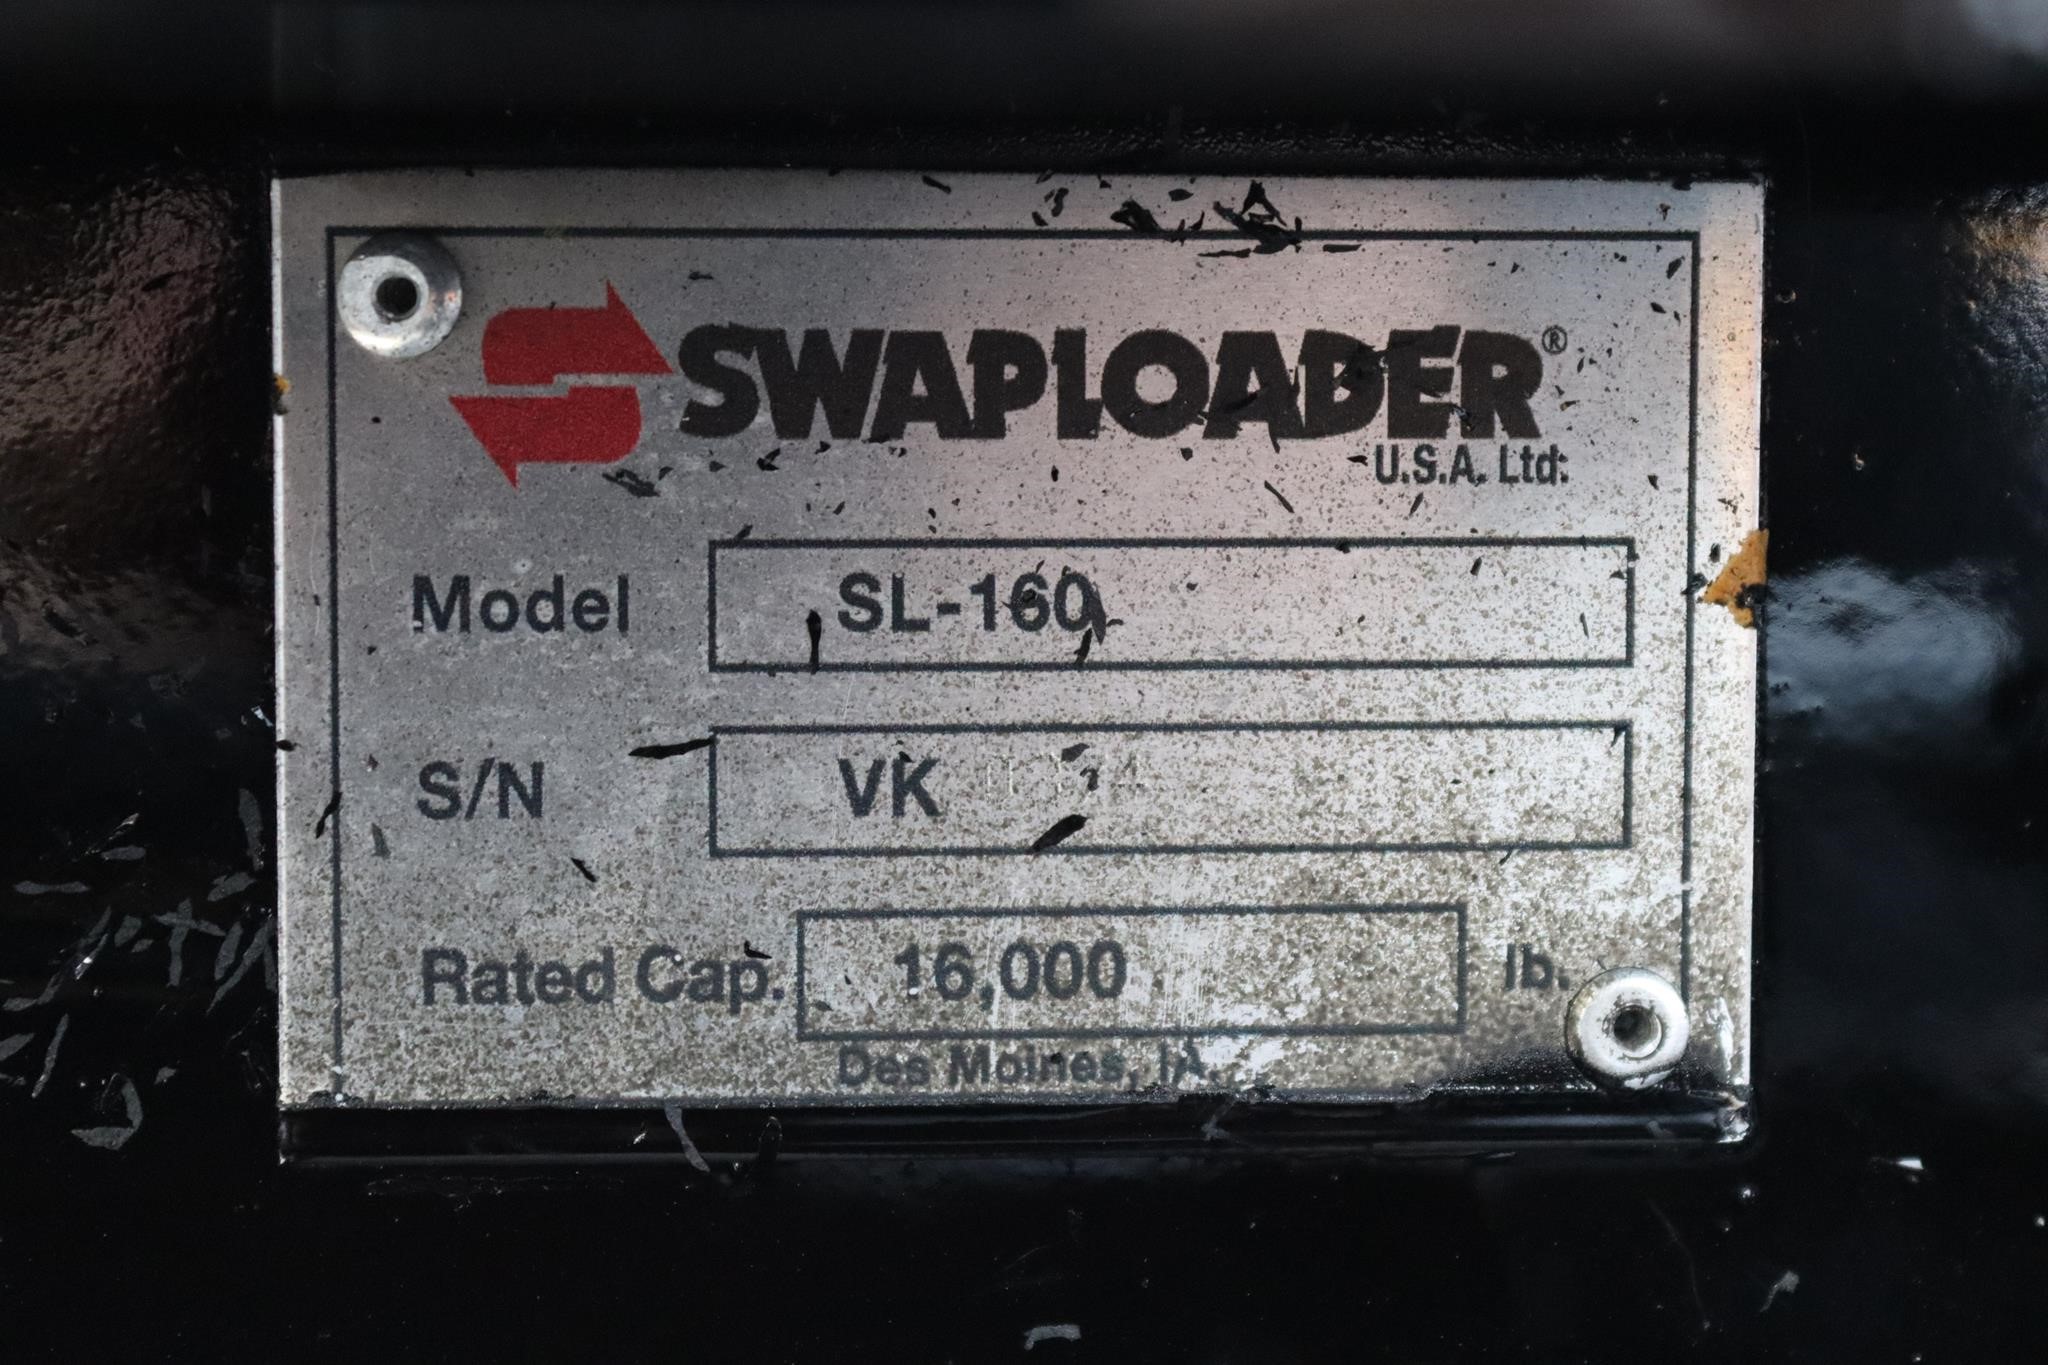 SWAPLOADER®
U.S.A. Ltd.
Model SL-160
S/N VK
Rated Cap. 16,000 lb.
Des Moines, IA.